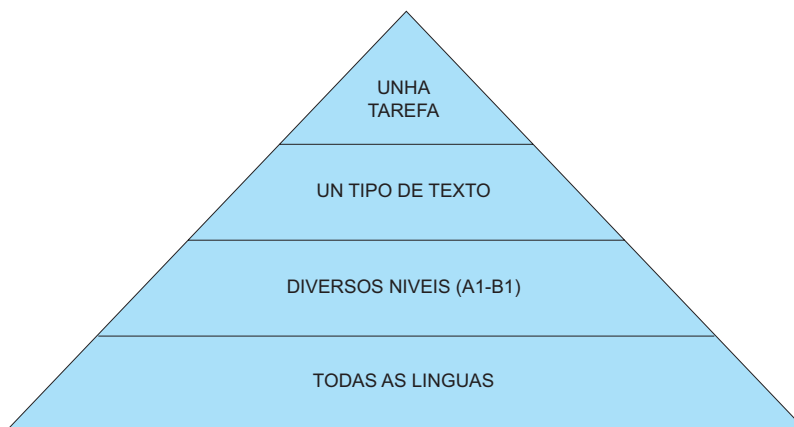 UNHA
TAREFA
UN TIPO DE TEXTO
DIVERSOS NIVEIS (A1-B1)
TODAS AS LINGUAS